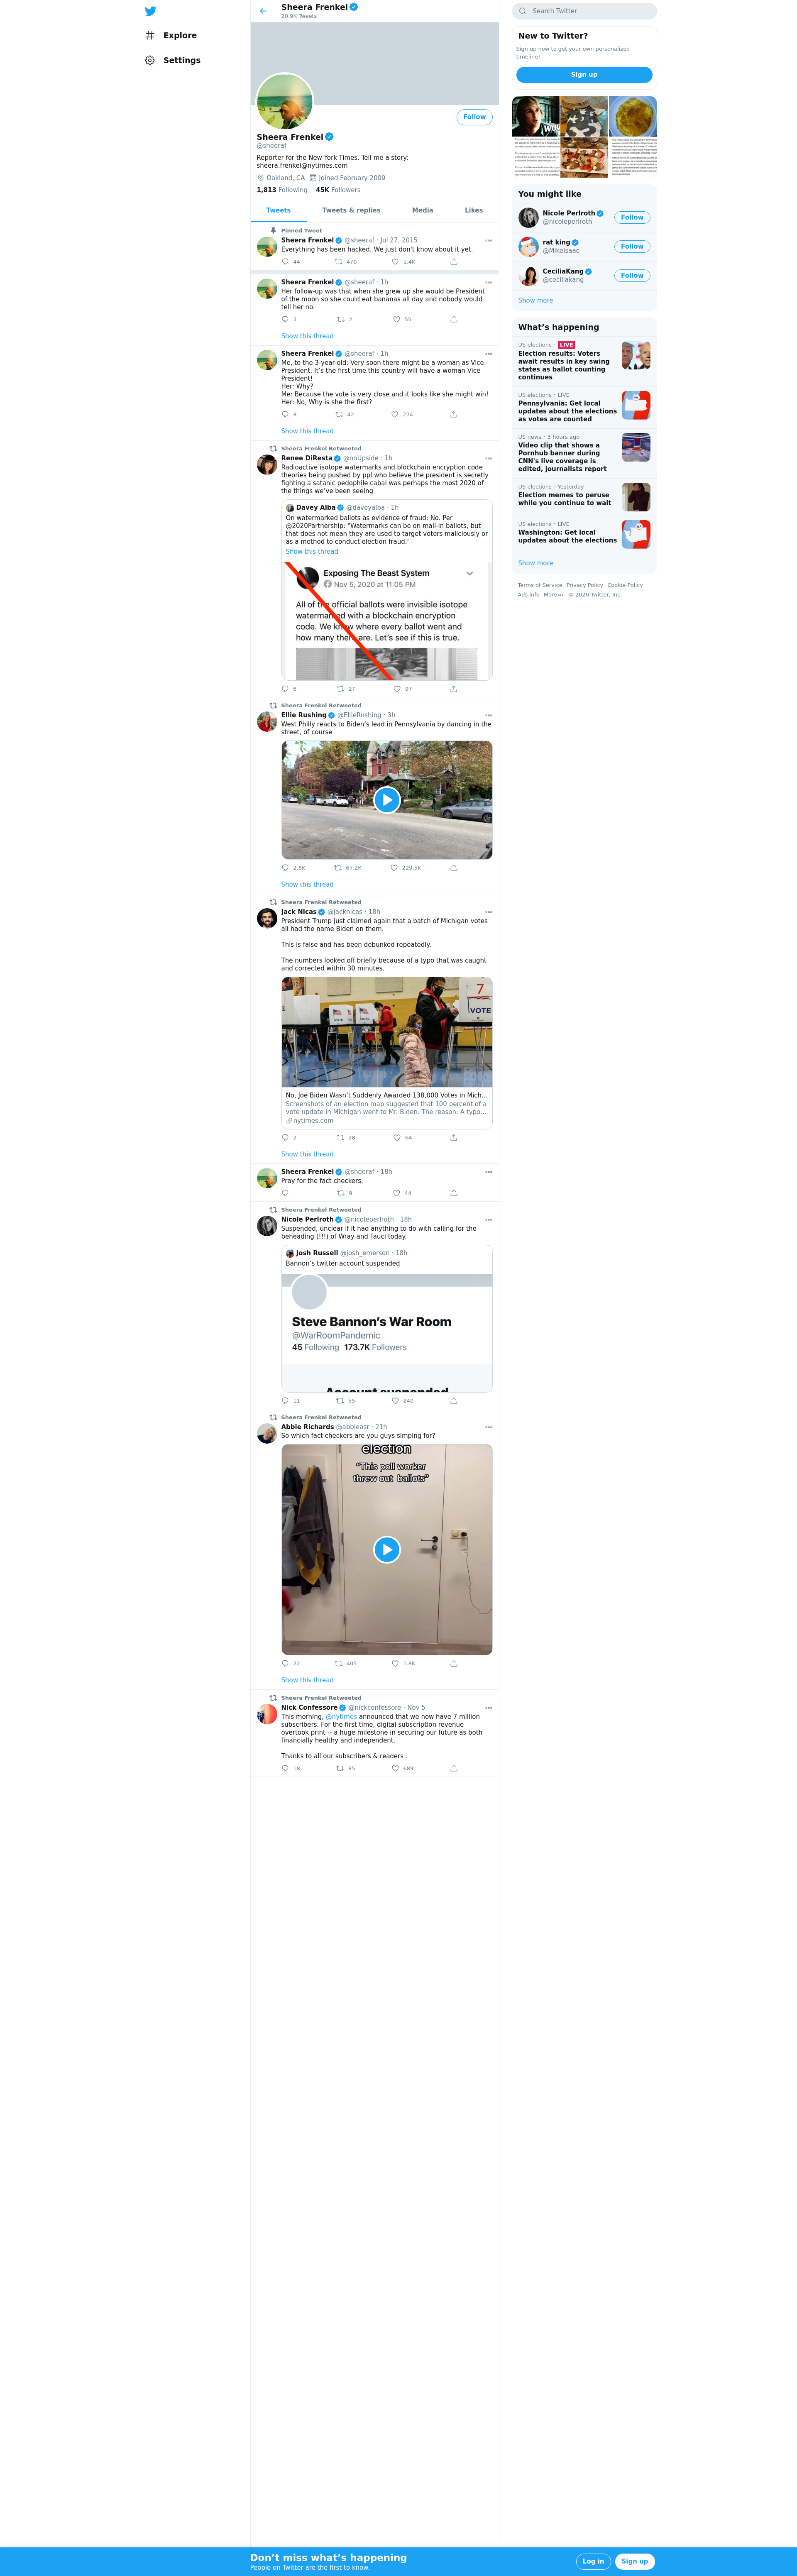 Explore
Settings
Sheera Frenkel
20.9K Tweets
Follow
Sheera Frenkel
@sheeraf
Reporter for the New York Times. Tell me a story:
sheera.frenkel@nytimes.com
Oakland, CA Joined February 2009
1,813 Following 45K Followers
Tweets Tweets & replies Media Likes
Pinned Tweet
Sheera Frenkel @sheeraf · Jul 27, 2015
Everything has been hacked. We just don't know about it yet.
44 470 1.4K
Sheera Frenkel @sheeraf · 1h
Her follow-up was that when she grew up she would be President
of the moon so she could eat bananas all day and nobody would
tell her no.
3 2 55
Show this thread
Sheera Frenkel @sheeraf · 1h
Me, to the 3-year-old: Very soon there might be a woman as Vice
President. It's the first time this country will have a woman Vice
President!
Her: Why?
Me: Because the vote is very close and it looks like she might win!
Her: No, Why is she the first?
8 42 274
Show this thread
Sheera Frenkel Retweeted
Renee DiResta @noUpside · 1h
Radioactive isotope watermarks and blockchain encryption code
theories being pushed by ppl who believe the president is secretly
fighting a satanic pedophile cabal was perhaps the most 2020 of
the things we've been seeing
Davey Alba @daveyalba · 1h
On watermarked ballots as evidence of fraud: No. Per
@2020Partnership: "Watermarks can be on mail-in ballots, but
that does not mean they are used to target voters maliciously or
as a method to conduct election fraud."
Show this thread
Exposing The Beast System
Nov 5, 2020 at 11:05 PM
All of the official ballots were invisible isotope
watermarked with a blockchain encryption
code. We know where every ballot went and
how many there are. Let's see if this is true.
6 27 97
Sheera Frenkel Retweeted
Ellie Rushing @EllieRushing · 3h
West Philly reacts to Biden's lead in Pennsylvania by dancing in the
street, of course
2.8K 67.2K 229.5K
Show this thread
Sheera Frenkel Retweeted
Jack Nicas @jacknicas · 18h
President Trump just claimed again that a batch of Michigan votes
all had the name Biden on them.
This is false and has been debunked repeatedly.
The numbers looked off briefly because of a typo that was caught
and corrected within 30 minutes.
7
VOTE
No, Joe Biden Wasn't Suddenly Awarded 138,000 Votes in Mich...
Screenshots of an election map suggested that 100 percent of a
vote update in Michigan went to Mr. Biden. The reason: A typo...
nytimes.com
2 28 64
Show this thread
Sheera Frenkel @sheeraf · 18h
Pray for the fact checkers.
9 44
Sheera Frenkel Retweeted
Nicole Perlroth @nicoleperlroth · 18h
Suspended, unclear if it had anything to do with calling for the
beheading (!!!) of Wray and Fauci today.
Josh Russell @josh_emerson · 18h
Bannon's twitter account suspended
Steve Bannon's War Room
@WarRoomPandemic
45 Following 173.7K Followers
Account suspended
11 55 240
Sheera Frenkel Retweeted
Abbie Richards @abbieasr · 21h
So which fact checkers are you guys simping for?
election
"This poll worker
threw out ballots"
22 405 1.8K
Show this thread
Sheera Frenkel Retweeted
Nick Confessore @nickconfessore · Nov 5
This morning, @nytimes announced that we now have 7 million
subscribers. For the first time, digital subscription revenue
overtook print -- a huge milestone in securing our future as both
financially healthy and independent.
Thanks to all our subscribers & readers .
18 85 689
Search Twitter
New to Twitter?
Sign up now to get your own personalized
timeline!
Sign up
You might like
Nicole Perlroth
@nicoleperlroth
Follow
rat king
@MikeIsaac
Follow
CeciliaKang
@ceciliakang
Follow
Show more
What's happening
US elections · LIVE
Election results: Voters
await results in key swing
states as ballot counting
continues
US elections · LIVE
Pennsylvania: Get local
updates about the elections
as votes are counted
US news · 3 hours ago
Video clip that shows a
Pornhub banner during
CNN's live coverage is
edited, journalists report
US elections · Yesterday
Election memes to peruse
while you continue to wait
US elections · LIVE
Washington: Get local
updates about the elections
Show more
Terms of Service Privacy Policy Cookie Policy
Ads info More © 2020 Twitter, Inc.
Don't miss what's happening
People on Twitter are the first to know.
Log in Sign up